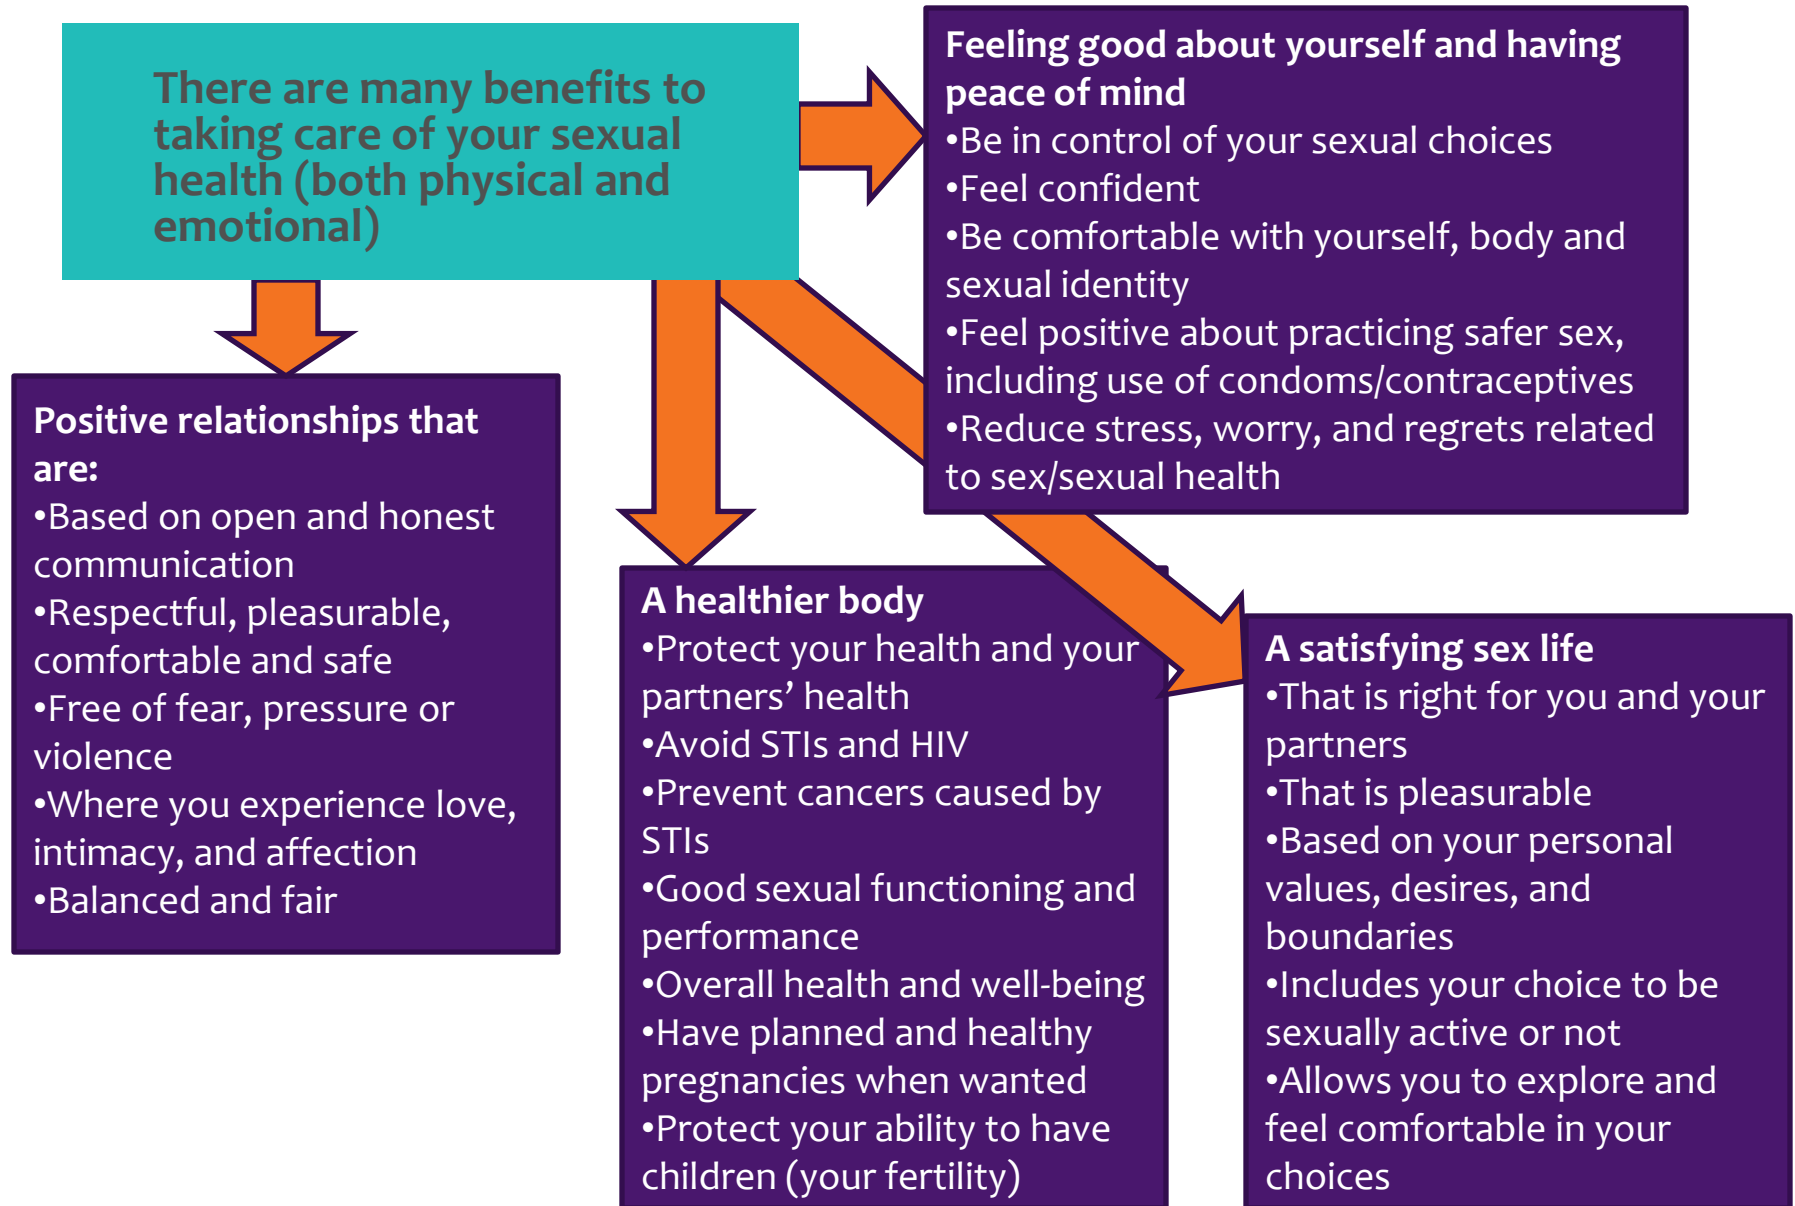 There are many benefits to
taking care of your sexual
health (both physical and
emotional)
Feeling good about yourself and having
peace of mind
•Be in control of your sexual choices
•Feel confident
•Be comfortable with yourself, body and
sexual identity
•Feel positive about practicing safer sex,
including use of condoms/contraceptives
•Reduce stress, worry, and regrets related
to sex/sexual health
Positive relationships that
are:
•Based on open and honest
communication
•Respectful, pleasurable,
comfortable and safe
•Free of fear, pressure or
violence
•Where you experience love,
intimacy, and affection
•Balanced and fair
A healthier body
•Protect your health and your
partners’ health
•Avoid STIs and HIV
•Prevent cancers caused by
STIs
•Good sexual functioning and
performance
•Overall health and well-being
•Have planned and healthy
pregnancies when wanted
•Protect your ability to have
children (your fertility)
A satisfying sex life
•That is right for you and your
partners
•That is pleasurable
•Based on your personal
values, desires, and
boundaries
•Includes your choice to be
sexually active or not
•Allows you to explore and
feel comfortable in your
choices